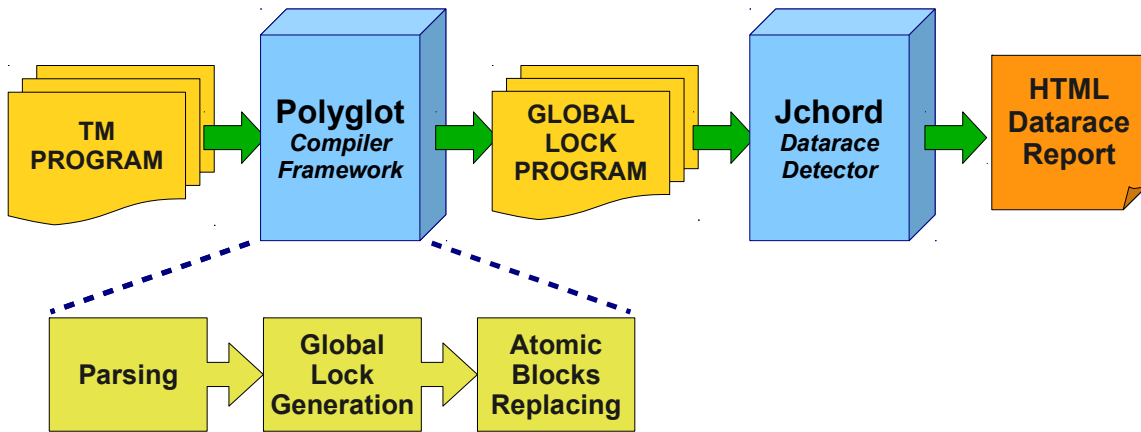 TM
PROGRAM
Polyglot
Compiler
Framework
GLOBAL
LOCK
PROGRAM
Jchord
Datarace
Detector
HTML
Datarace
Report
Parsing
Global
Lock
Generation
Atomic
Blocks
Replacing